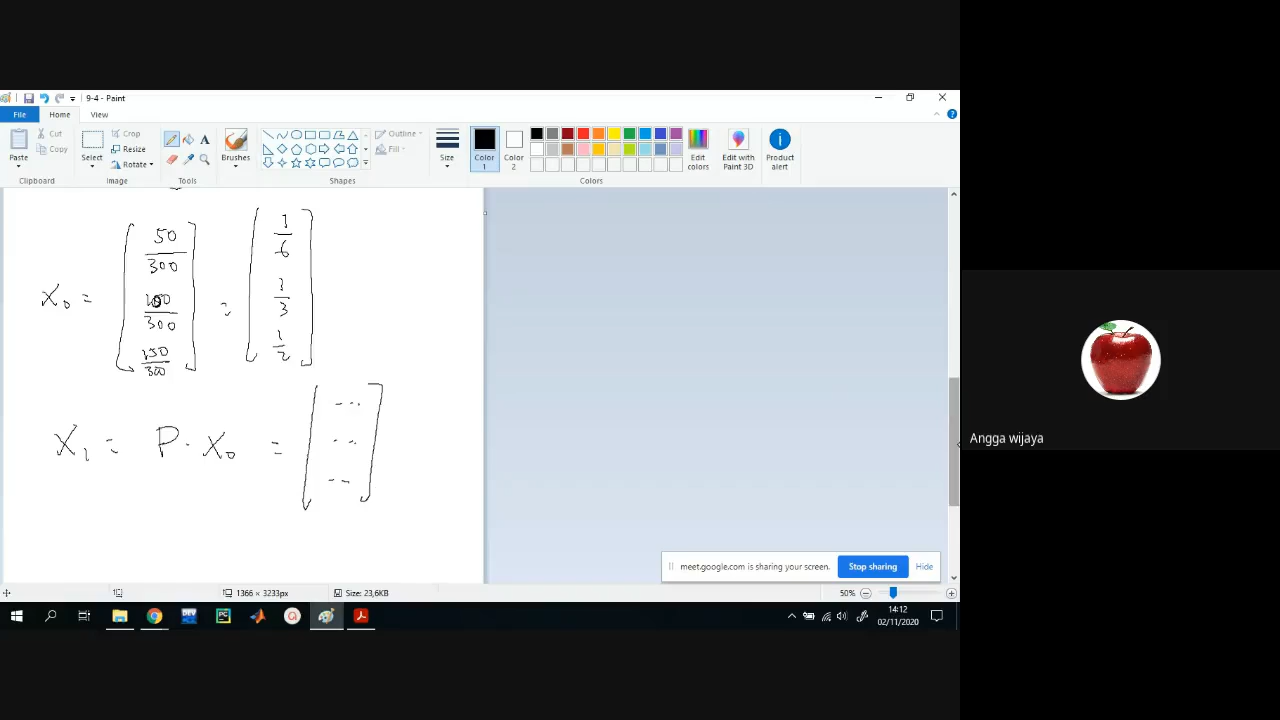 9-4 - Paint
File
Home
View
Paste
Cut
Copy
Clipboard
Select
Crop
Resize
Rotate
Image
Tools
Brushes
Shapes
Outline
Fill
Size
Color 1
Color 2
Edit colors
Colors
Edit with Paint 3D
Product alert
X₀ = [ 50/300 100/300 150/300 ] = [ 1/6 1/3 1/2 ]
X₁ = P · X₀ = [ --- --- -- ]
Angga wijaya
meet.google.com is sharing your screen.
Stop sharing
Hide
1366 × 3233px
Size: 23,6KB
50%
DEV
PC
14:12
02/11/2020